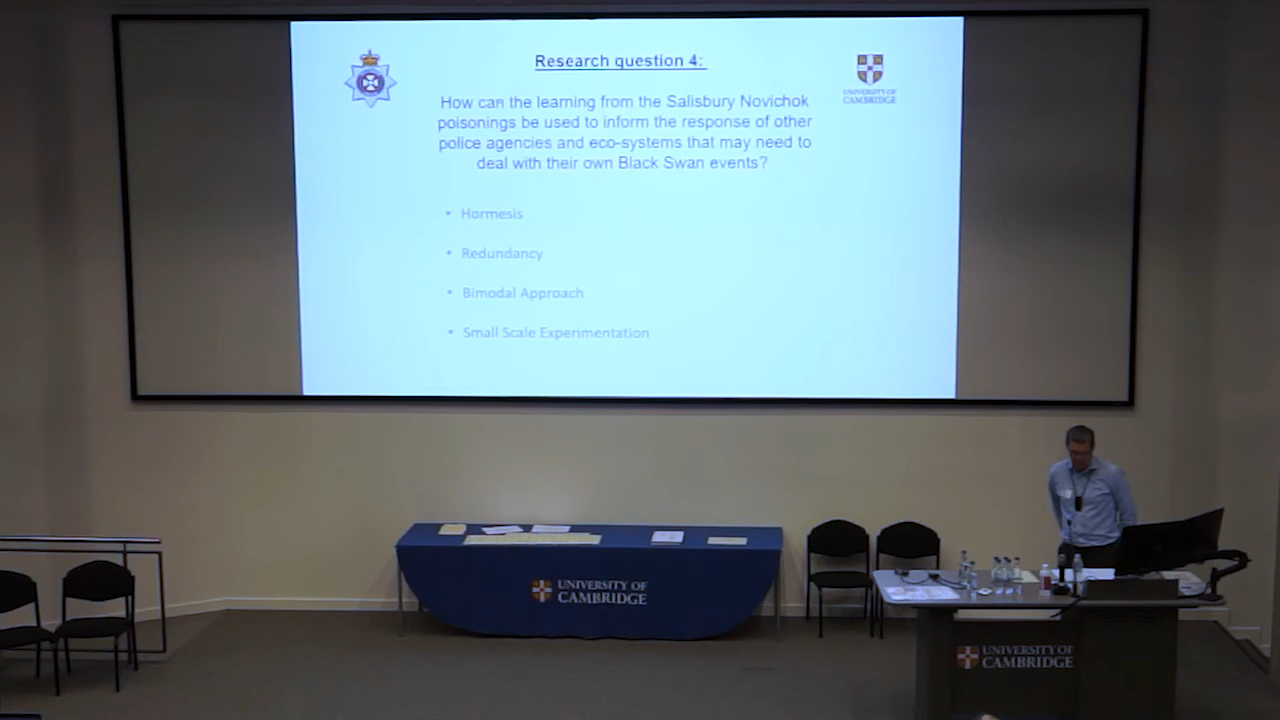 Research question 4:
UNIVERSITY OF
CAMBRIDGE
How can the learning from the Salisbury Novichok
poisonings be used to inform the response of other
police agencies and eco-systems that may need to
deal with their own Black Swan events?
• Hormesis
• Redundancy
• Bimodal Approach
• Small Scale Experimentation
UNIVERSITY OF
CAMBRIDGE
UNIVERSITY OF
CAMBRIDGE